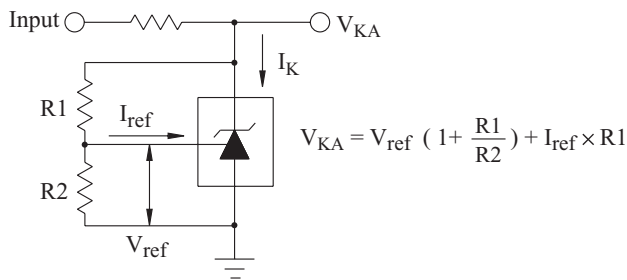 Input
V_KA
I_K
R1
I_ref
V_KA = V_ref ( 1+ R1/R2 ) + I_ref × R1
R2
V_ref